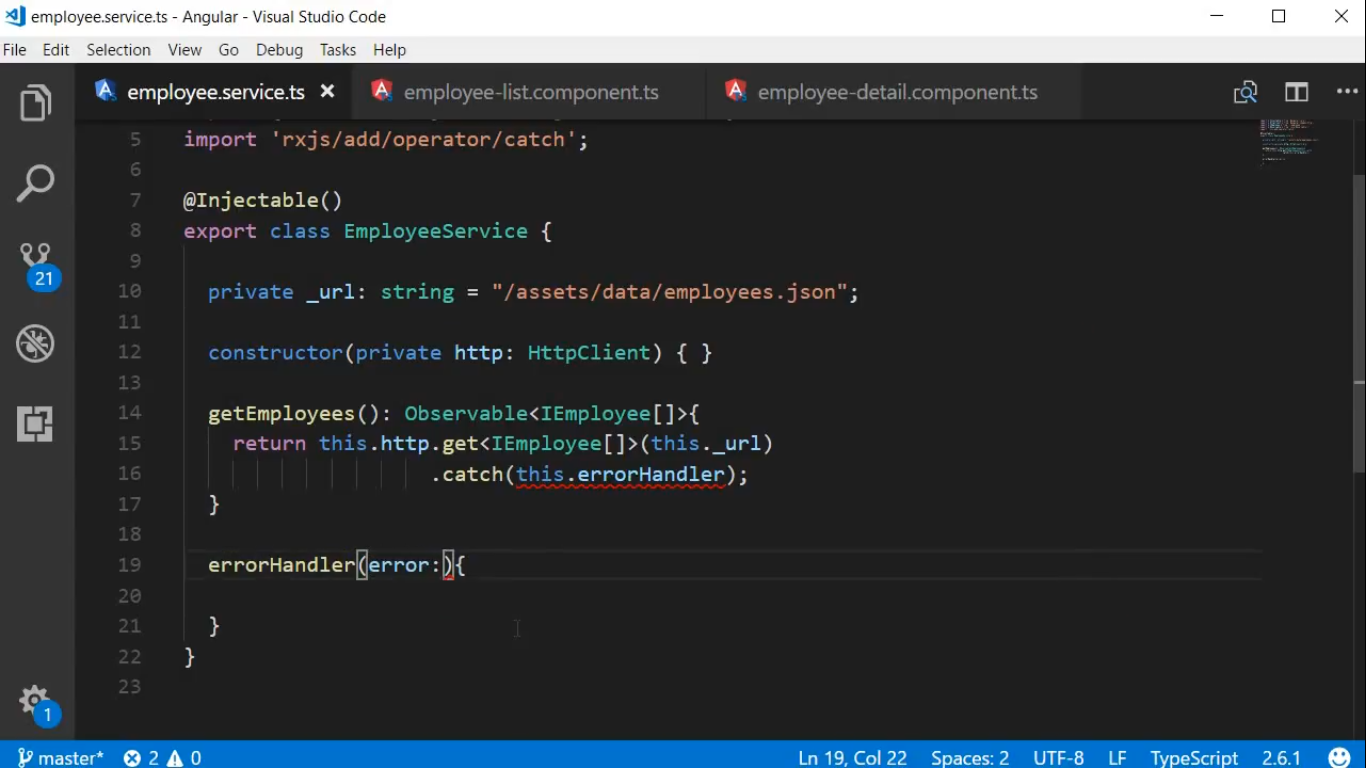 employee.service.ts - Angular - Visual Studio Code
File Edit Selection View Go Debug Tasks Help
employee.service.ts employee-list.component.ts employee-detail.component.ts
5 import 'rxjs/add/operator/catch';
6
7 @Injectable()
8 export class EmployeeService {
9
10 private _url: string = "/assets/data/employees.json";
11
12 constructor(private http: HttpClient) { }
13
14 getEmployees(): Observable<IEmployee[]>{
15 return this.http.get<IEmployee[]>(this._url)
16 .catch(this.errorHandler);
17 }
18
19 errorHandler(error:){
20
21 }
22 }
23
21
1
master* 2 0 Ln 19, Col 22 Spaces: 2 UTF-8 LF TypeScript 2.6.1